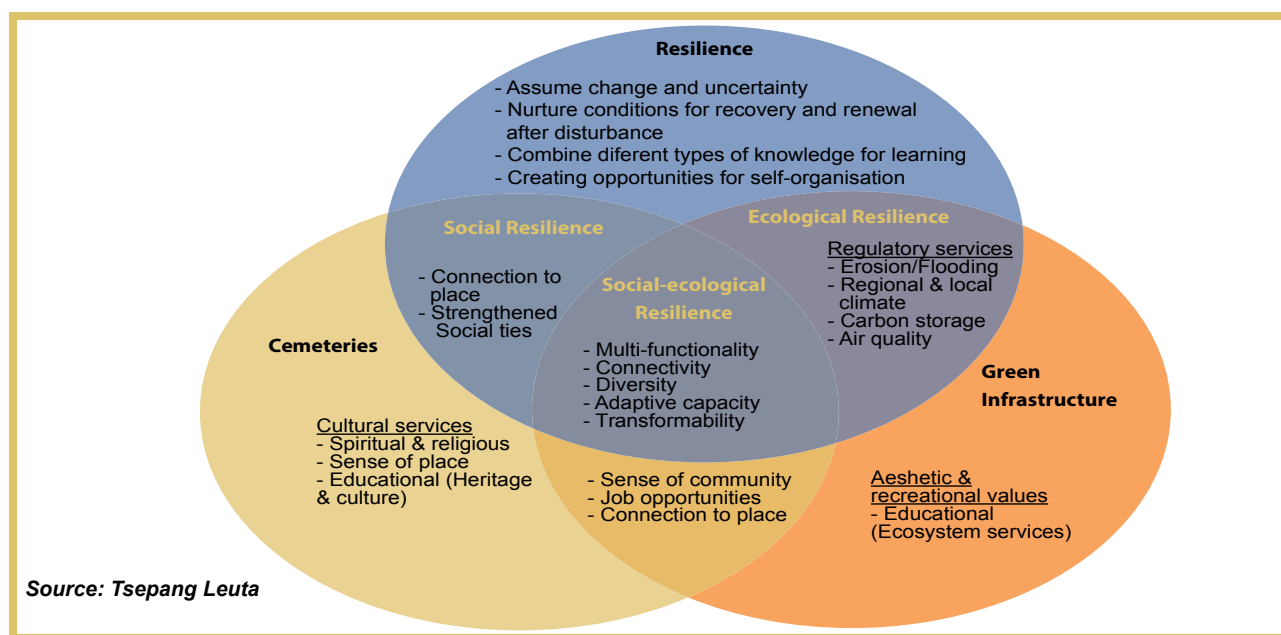 Resilience
- Assume change and uncertainty
- Nurture conditions for recovery and renewal
after disturbance
- Combine diferent types of knowledge for learning
- Creating opportunities for self-organisation
Social Resilience
- Connection to
place
- Strengthened
Social ties
Ecological Resilience
Regulatory services
- Erosion/Flooding
- Regional & local
climate
- Carbon storage
- Air quality
Social-ecological
Resilience
- Multi-functionality
- Connectivity
- Diversity
- Adaptive capacity
- Transformability
Cemeteries
Cultural services
- Spiritual & religious
- Sense of place
- Educational (Heritage
& culture)
- Sense of community
- Job opportunities
- Connection to place
Green
Infrastructure
Aeshetic &
recreational values
- Educational
(Ecosystem services)
Source: Tsepang Leuta